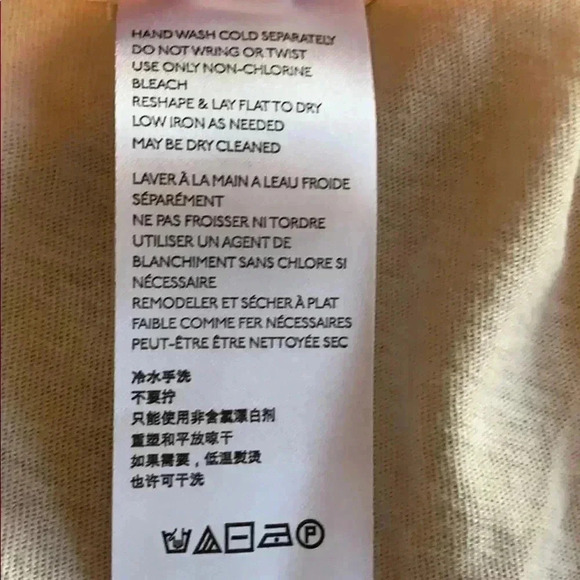 HAND WASH COLD SEPARATELY
DO NOT WRING OR TWIST
USE ONLY NON-CHLORINE
BLEACH
RESHAPE & LAY FLAT TO DRY
LOW IRON AS NEEDED
MAY BE DRY CLEANED
LAVER À LA MAIN A LEAU FROIDE
SÉPARÉMENT
NE PAS FROISSER NI TORDRE
UTILISER UN AGENT DE
BLANCHIMENT SANS CHLORE SI
NÉCESSAIRE
REMODELER ET SÉCHER À PLAT
FAIBLE COMME FER NÉCESSAIRES
PEUT-ÊTRE ÊTRE NETTOYÉE SEC
冷水手洗
不要拧
只能使用非含氯漂白剂
重塑和平放晾干
如果需要，低温熨烫
也许可干洗
P